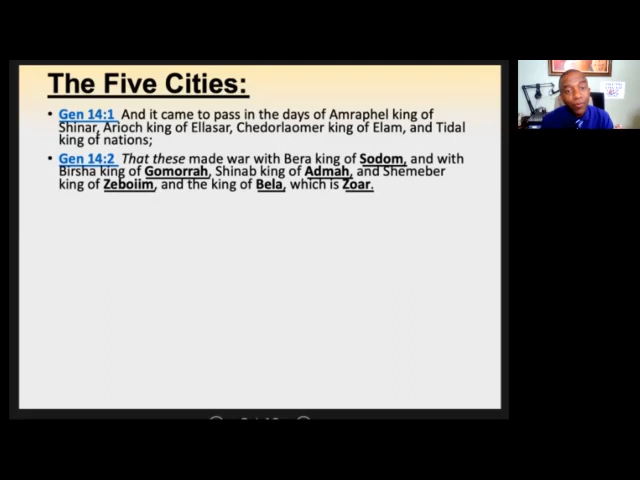 The Five Cities:
• Gen 14:1 And it came to pass in the days of Amraphel king of
Shinar, Arioch king of Ellasar, Chedorlaomer king of Elam, and Tidal
king of nations;
• Gen 14:2 That these made war with Bera king of Sodom, and with
Birsha king of Gomorrah, Shinab king of Admah, and Shemeber
king of Zeboiim, and the king of Bela, which is Zoar.